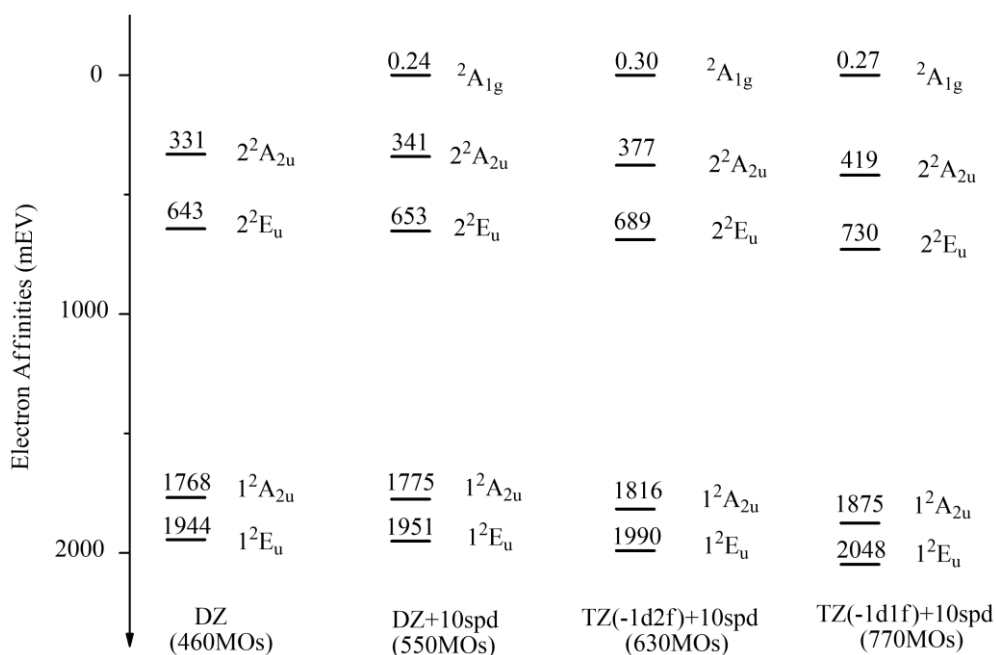 Electron Affinities (mEV)
0
1000
2000
331 2²A₂ᵤ
643 2²Eᵤ
1768 1²A₂ᵤ
1944 1²Eᵤ
DZ
(460MOs)
0.24 ²A₁g
341 2²A₂ᵤ
653 2²Eᵤ
1775 1²A₂ᵤ
1951 1²Eᵤ
DZ+10spd
(550MOs)
0.30 ²A₁g
377 2²A₂ᵤ
689 2²Eᵤ
1816 1²A₂ᵤ
1990 1²Eᵤ
TZ(-1d2f)+10spd
(630MOs)
0.27 ²A₁g
419 2²A₂ᵤ
730 2²Eᵤ
1875 1²A₂ᵤ
2048 1²Eᵤ
TZ(-1d1f)+10spd
(770MOs)